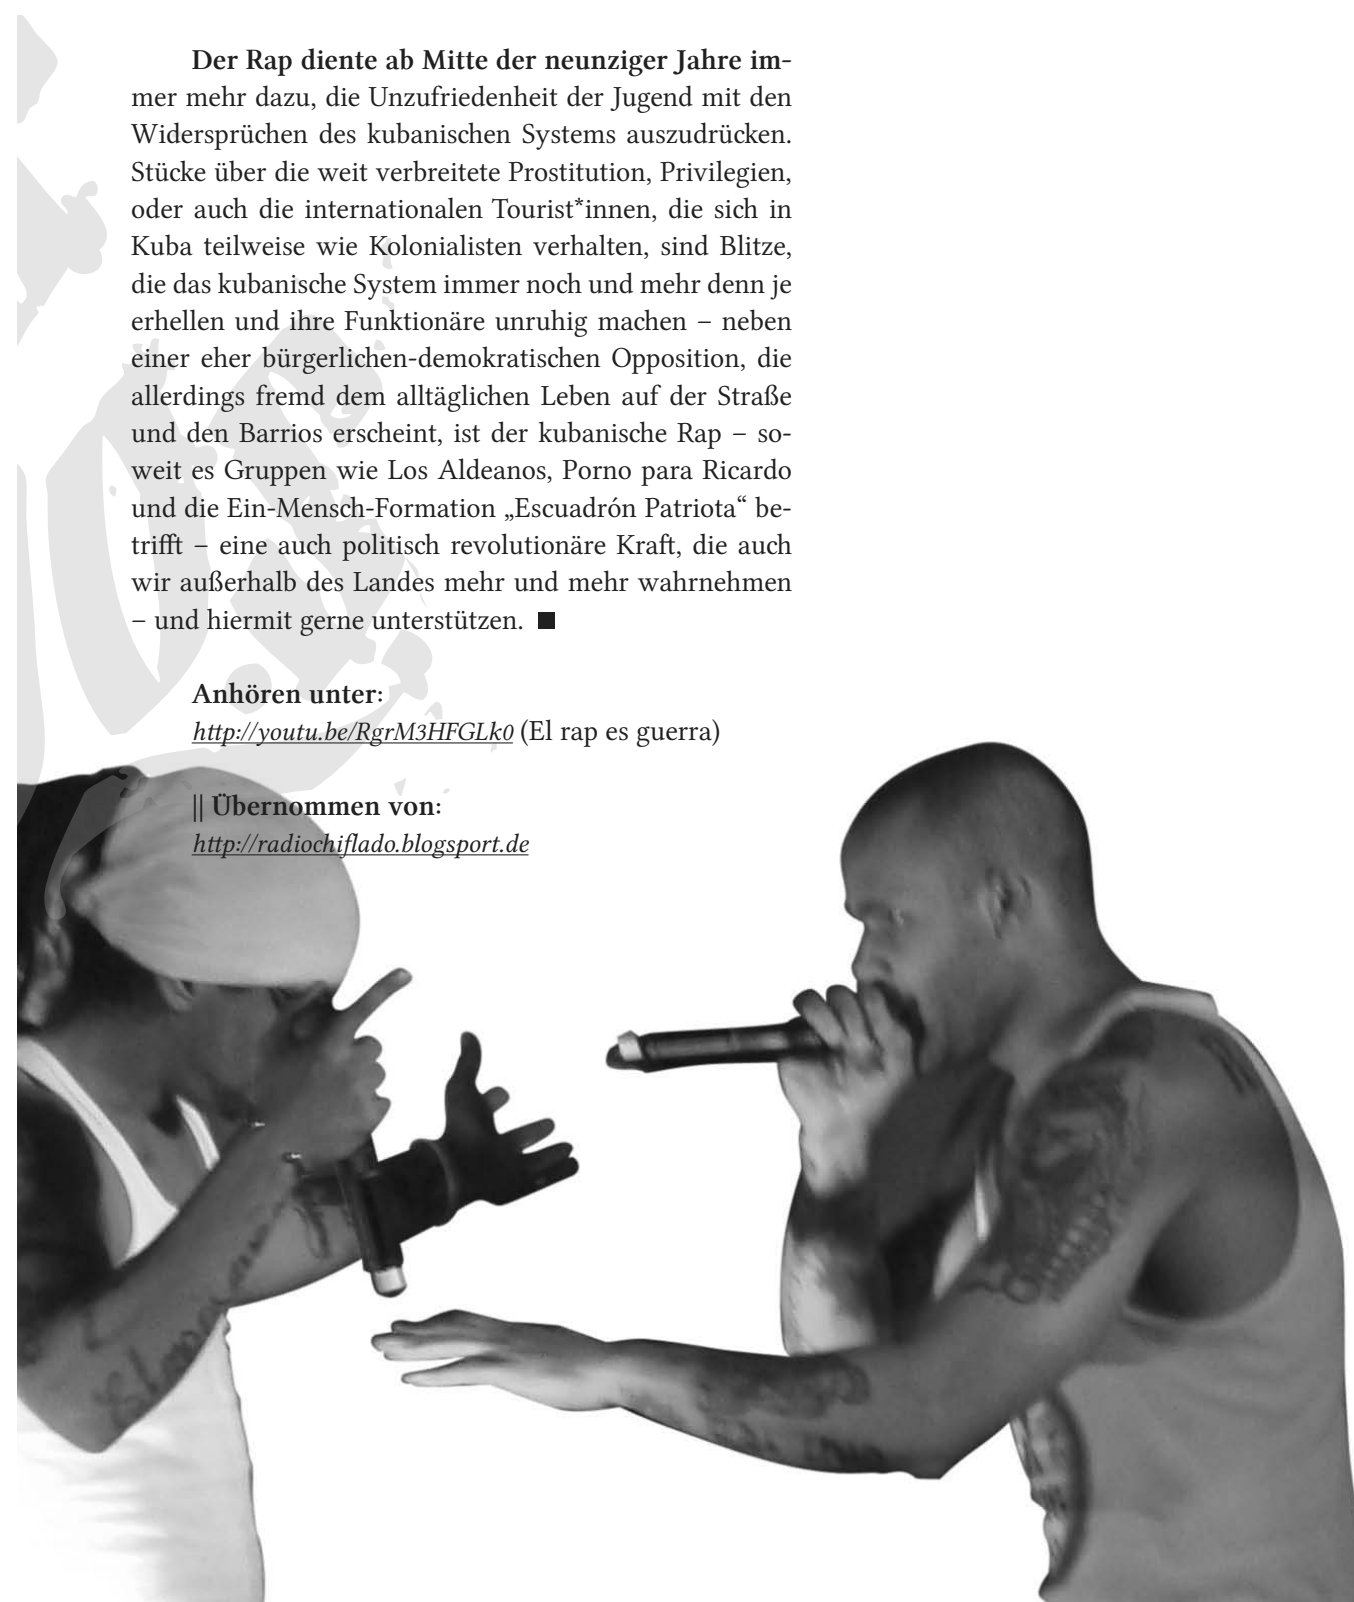 Der Rap diente ab Mitte der neunziger Jahre im-
mer mehr dazu, die Unzufriedenheit der Jugend mit den
Widersprüchen des kubanischen Systems auszudrücken.
Stücke über die weit verbreitete Prostitution, Privilegien,
oder auch die internationalen Tourist*innen, die sich in
Kuba teilweise wie Kolonialisten verhalten, sind Blitze,
die das kubanische System immer noch und mehr denn je
erhellen und ihre Funktionäre unruhig machen – neben
einer eher bürgerlichen-demokratischen Opposition, die
allerdings fremd dem alltäglichen Leben auf der Straße
und den Barrios erscheint, ist der kubanische Rap – so-
weit es Gruppen wie Los Aldeanos, Porno para Ricardo
und die Ein-Mensch-Formation „Escuadrón Patriota“ be-
trifft – eine auch politisch revolutionäre Kraft, die auch
wir außerhalb des Landes mehr und mehr wahrnehmen
– und hiermit gerne unterstützen. ■
Anhören unter:
http://youtu.be/RgrM3HFGLk0 (El rap es guerra)
|| Übernommen von:
http://radiochiflado.blogsport.de